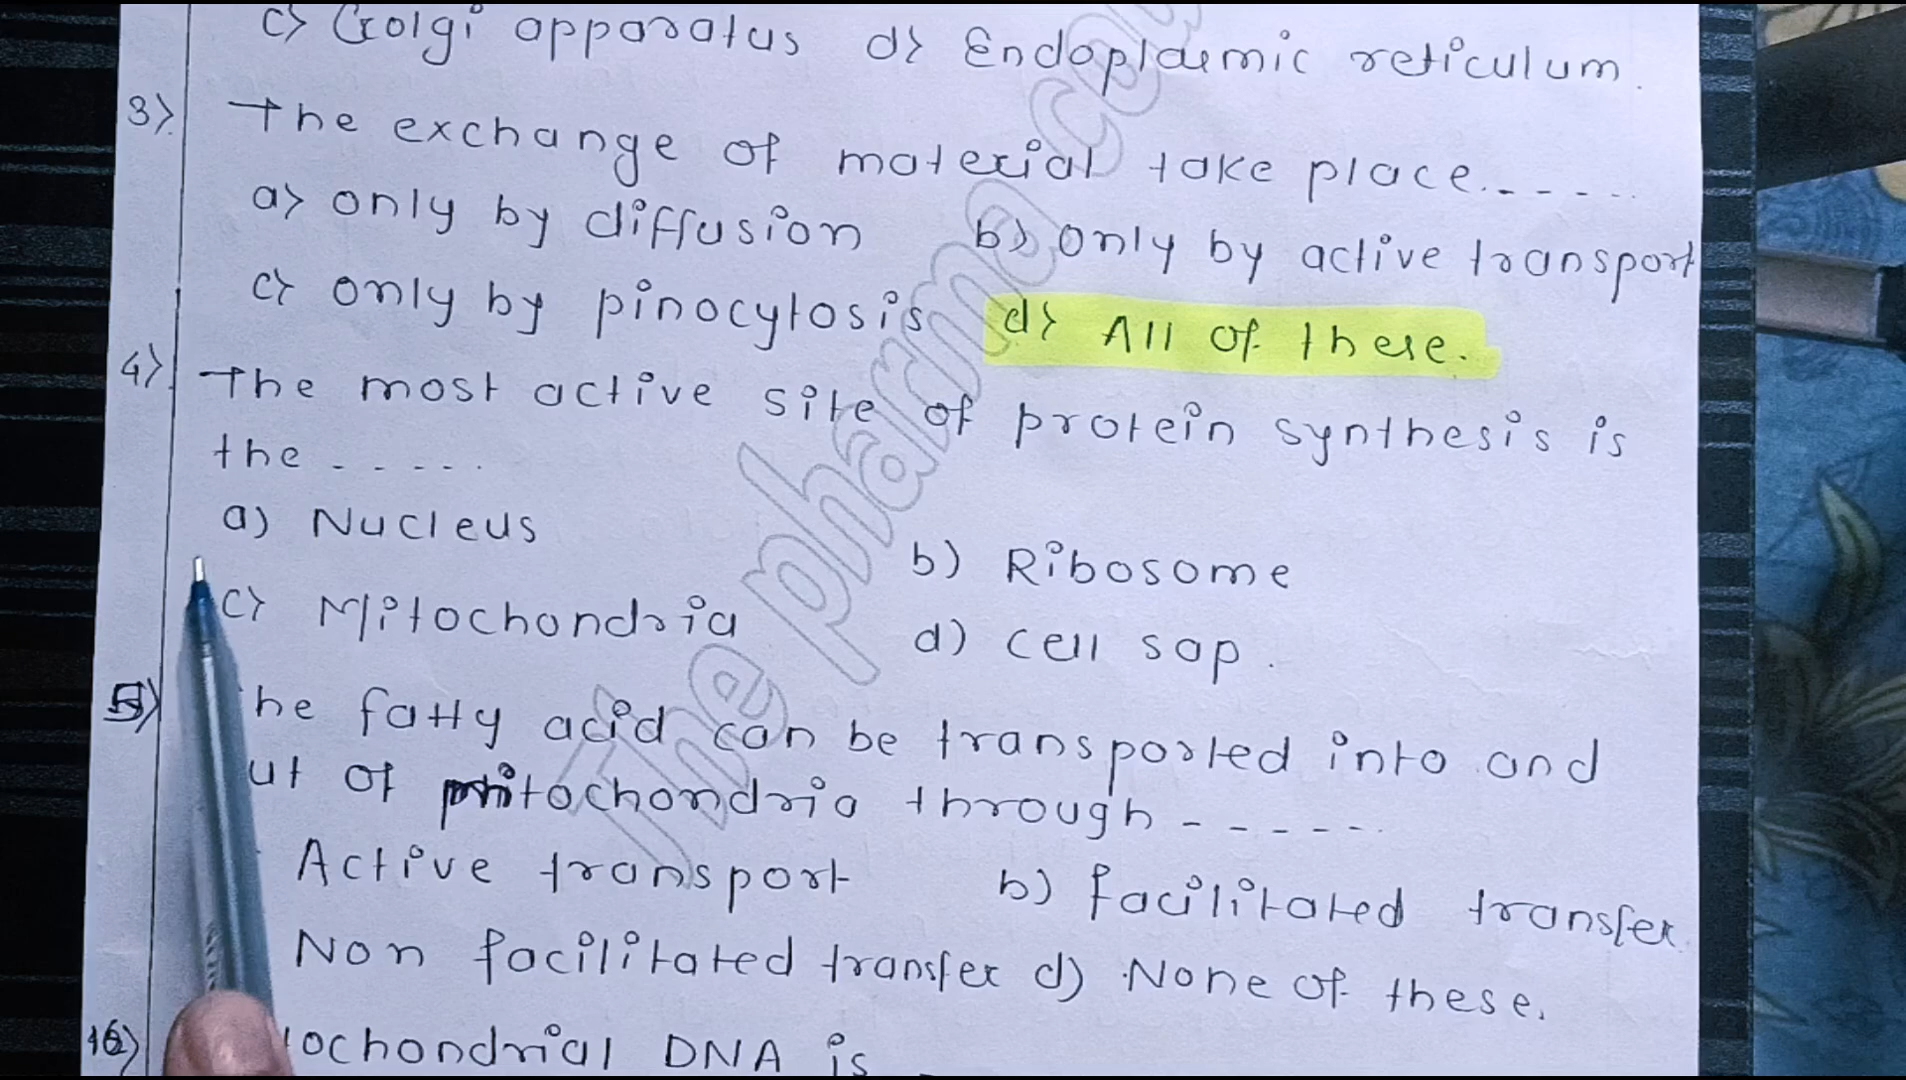 c) Golgi apparatus d) Endoplasmic reticulum.
3) The exchange of material take place......
a) only by diffusion b) only by active transport
c) only by pinocytosis d) All of these.
4) The most active site of protein synthesis is
the .....
a) Nucleus b) Ribosome
c) Mitochondria d) cell sap.
5) he fatty acid can be transported into and
ut of mitochondria through ------
Active transport b) facilitated transfer
Non facilitated transfer d) None of these.
16) tochondrial DNA is
The pharma